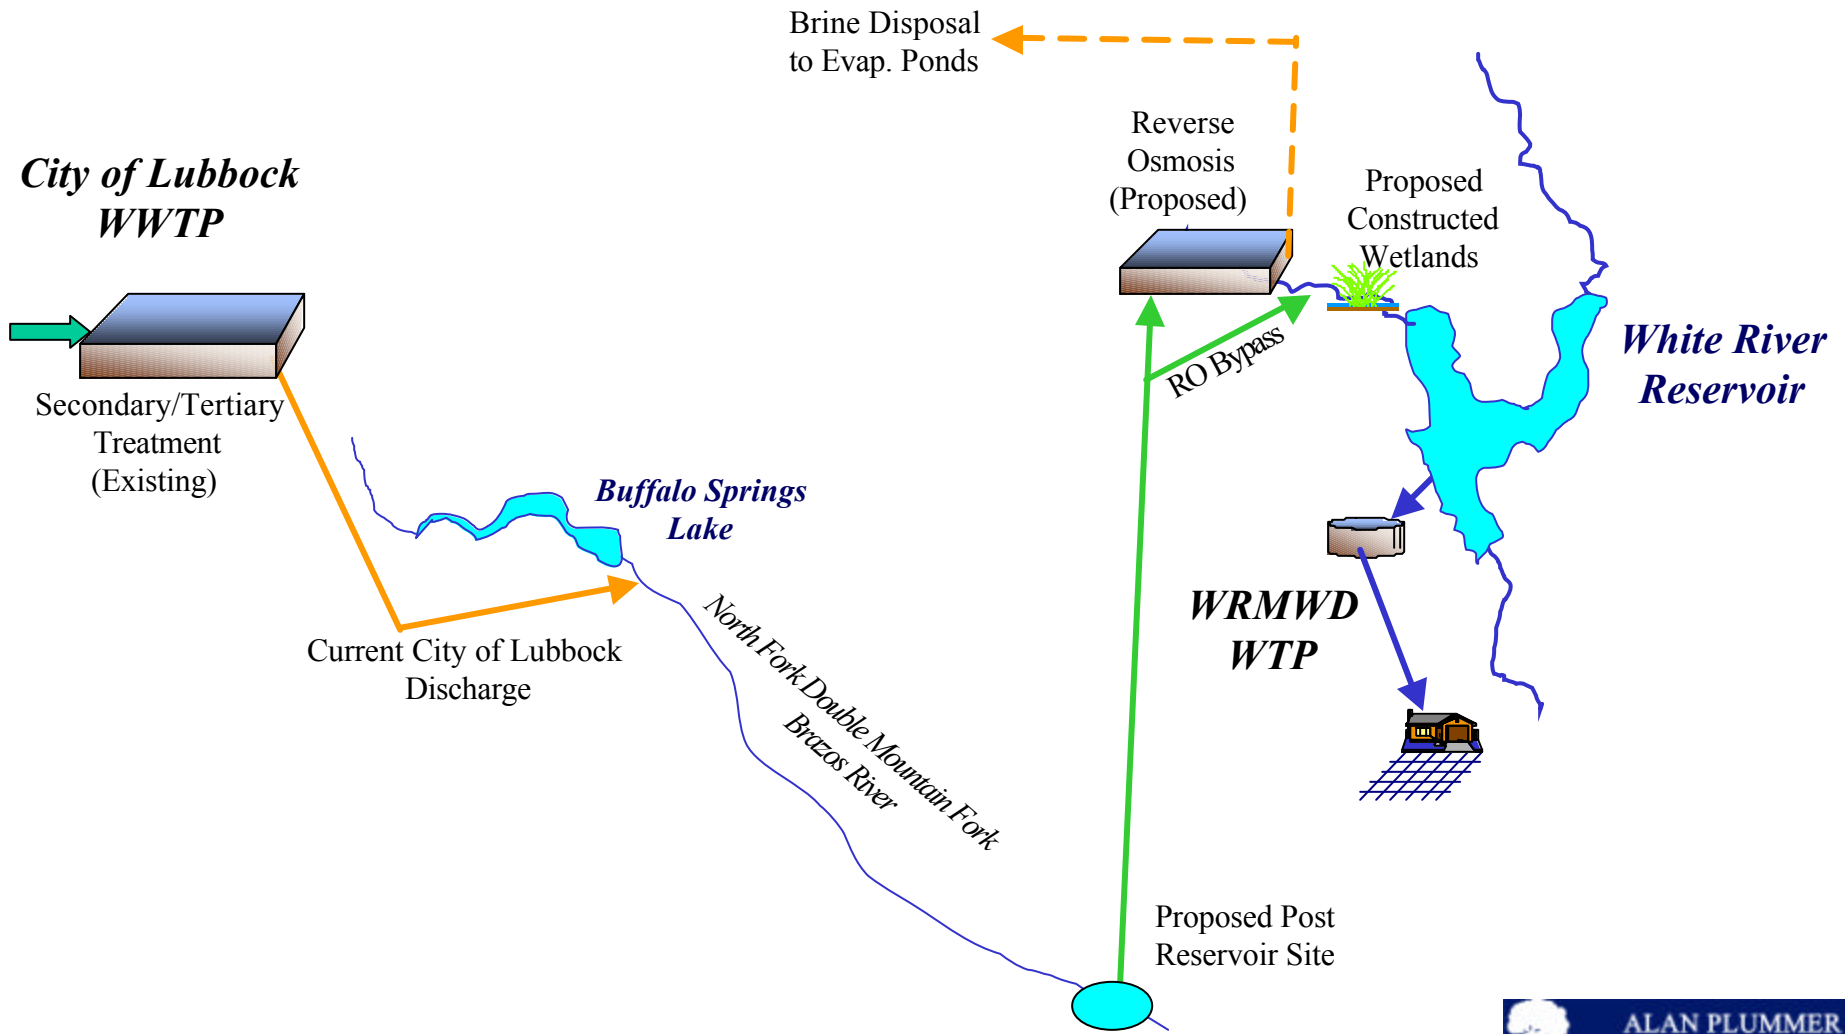 Brine Disposal
to Evap. Ponds
Reverse
Osmosis
(Proposed)
City of Lubbock
WWTP
Proposed
Constructed
Wetlands
White River
Reservoir
RO Bypass
Secondary/Tertiary
Treatment
(Existing)
Buffalo Springs
Lake
WRMWD
WTP
North Fork Double Mountain Fork
Brazos River
Current City of Lubbock
Discharge
Proposed Post
Reservoir Site
ALAN PLUMMER